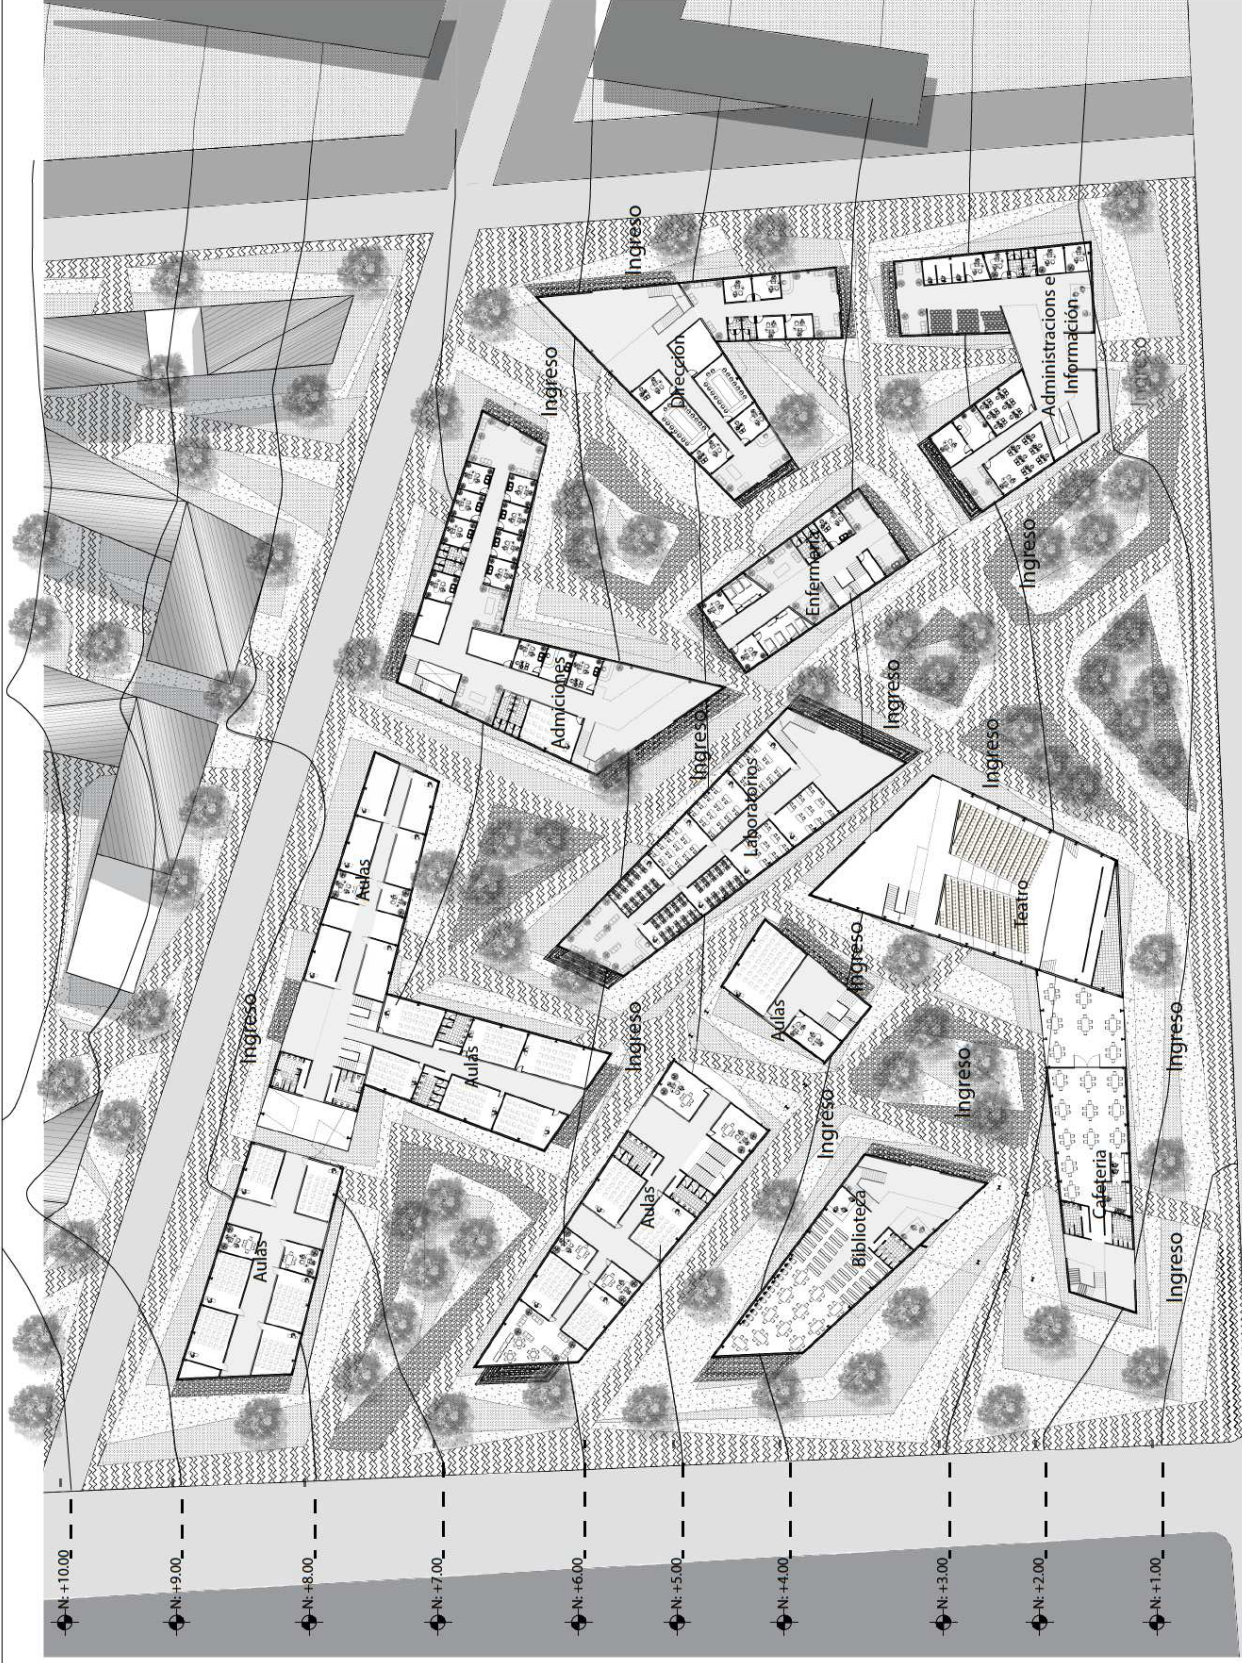 N: +10.00
N: +9.00
Ingreso
Aulas
N: +8.00
Aulas
N: +7.00
Aulas
Ingreso
Admiciones
N: +6.00
Ingreso
Ingreso
Aulas
N: +5.00
Dirección
Ingreso
Laboratorios
Aulas
N: +4.00
Enfermería
Ingreso
Ingreso
Biblioteca
Ingreso
N: +3.00
Ingreso
Ingreso
Teatro
Ingreso
N: +2.00
Administracions e
Información
Cafeteria
Ingreso
N: +1.00
Ingreso
Ingreso